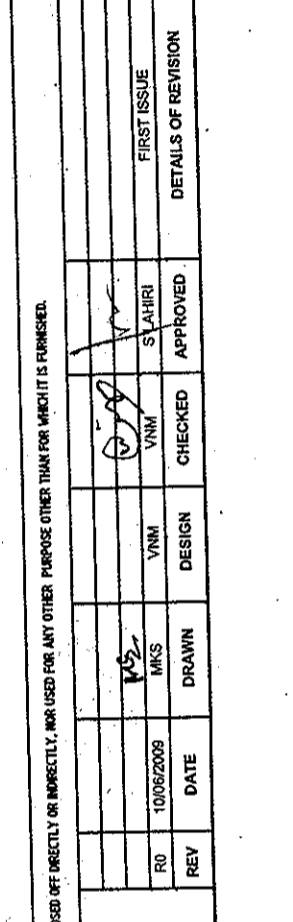 SED OFF DIRECTLY OR INDIRECTLY, NOR USED FOR ANY OTHER PURPOSE OTHER THAN FOR WHICH IT IS FURNISHED.
MKS
R0 10/06/2009 MKS VNM VNM S LAHIRI FIRST ISSUE
REV DATE DRAWN DESIGN CHECKED APPROVED DETAILS OF REVISION